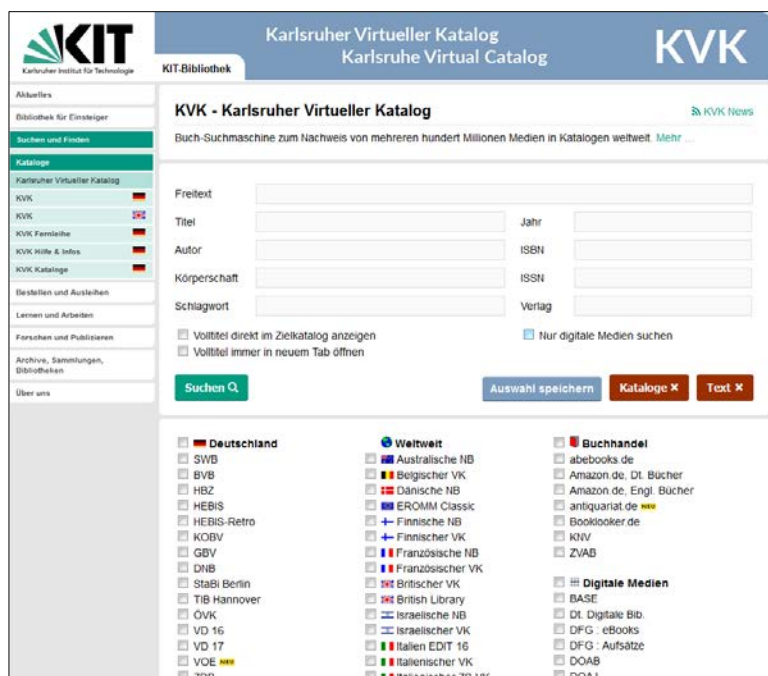 KIT
Karlsruher Institut für Technologie
KIT-Bibliothek
Karlsruher Virtueller Katalog
Karlsruhe Virtual Catalog
KVK
Aktuelles
Bibliothek für Einsteiger
Suchen und Finden
Kataloge
Karlsruher Virtueller Katalog
KVK
KVK
KVK Fernleihe
KVK Hilfe & Infos
KVK Kataloge
Bestellen und Ausleihen
Lernen und Arbeiten
Forschen und Publizieren
Archive, Sammlungen,
Bibliotheken
Über uns
KVK - Karlsruher Virtueller Katalog
KVK News
Buch-Suchmaschine zum Nachweis von mehreren hundert Millionen Medien in Katalogen weltweit. Mehr ...
Freitext
Titel
Jahr
Autor
ISBN
Körperschaft
ISSN
Schlagwort
Verlag
Volltitel direkt im Zielkatalog anzeigen
Nur digitale Medien suchen
Volltitel immer in neuem Tab öffnen
Suchen
Auswahl speichern
Kataloge ×
Text ×
Deutschland
SWB
BVB
HBZ
HEBIS
HEBIS-Retro
KOBV
GBV
DNB
StaBi Berlin
TIB Hannover
ÖVK
VD 16
VD 17
VOE NEU
ZDB
Weltweit
Australische NB
Belgischer VK
Dänische NB
EROMM Classic
Finnische NB
Finnischer VK
Französische NB
Französischer VK
Britischer VK
British Library
Israelische NB
Israelischer VK
Italien EDIT 16
Italienischer VK
Italienischer ZS-VK
Buchhandel
abebooks.de
Amazon.de, Dt. Bücher
Amazon.de, Engl. Bücher
antiquariat.de NEU
Booklooker.de
KNV
ZVAB
Digitale Medien
BASE
Dt. Digitale Bib.
DFG : eBooks
DFG : Aufsätze
DOAB
DOAJ